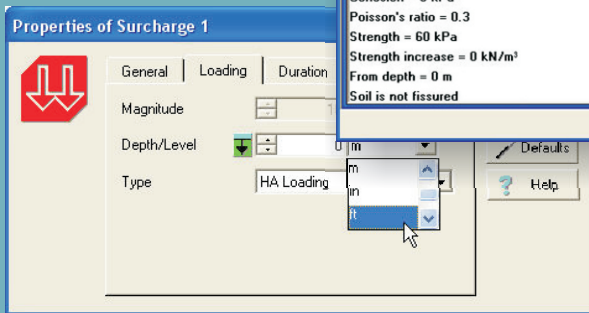 Properties of Surcharge 1
Poisson's ratio = 0.3
Strength = 60 kPa
Strength increase = 0 kN/m³
From depth = 0 m
Soil is not fissured
General
Loading
Duration
Magnitude
Depth/Level
0 m
m
in
ft
Type
HA Loading
Defaults
Help